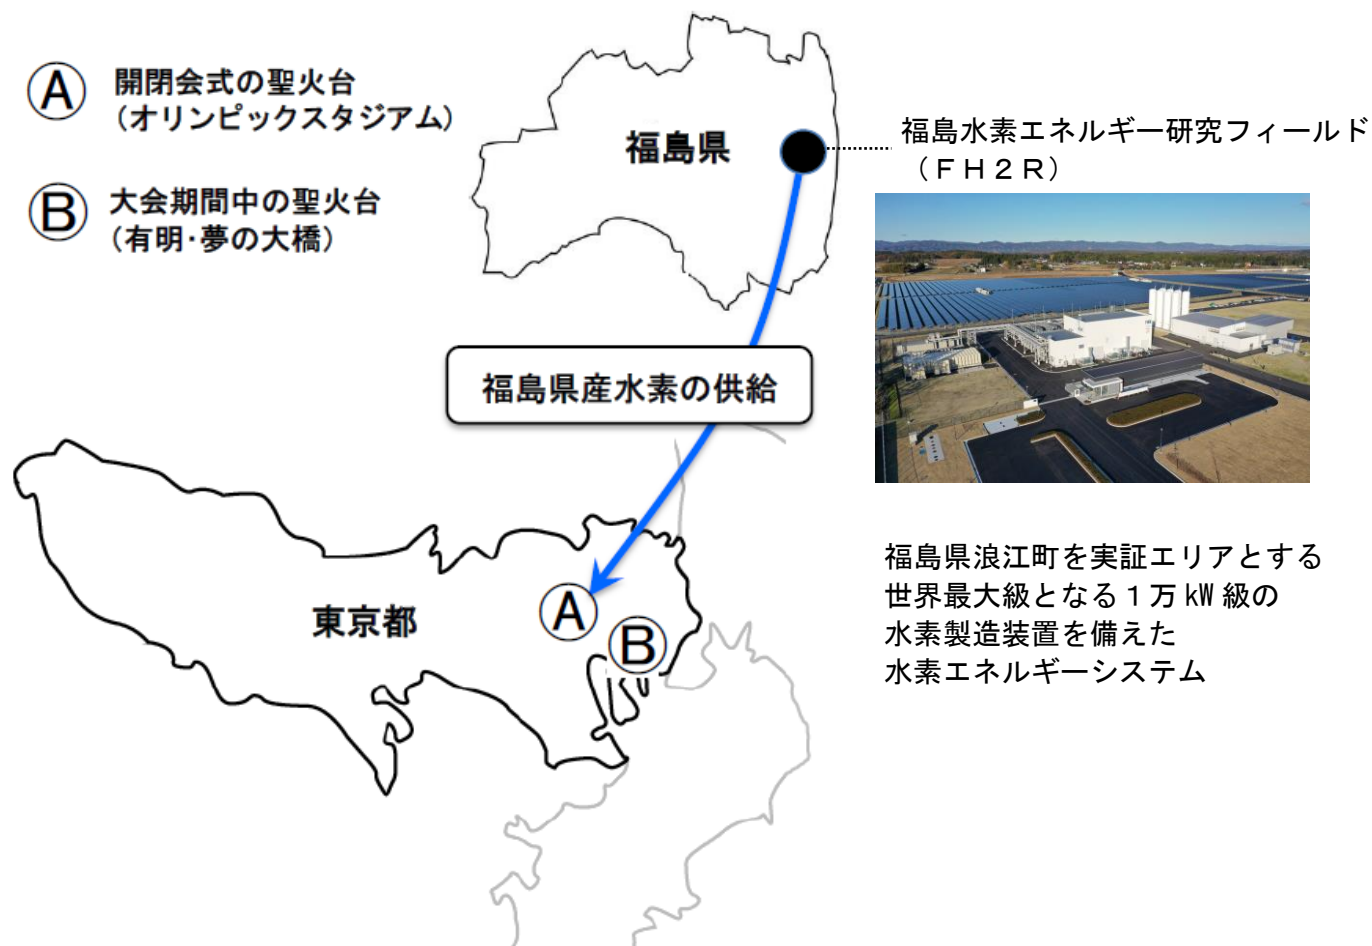 Ⓐ 開閉会式の聖火台
(オリンピックスタジアム)
Ⓑ 大会期間中の聖火台
(有明・夢の大橋)
福島県
福島水素エネルギー研究フィールド
(FH2R)
福島県産水素の供給
東京都
Ⓐ
Ⓑ
福島県浪江町を実証エリアとする
世界最大級となる1万kW級の
水素製造装置を備えた
水素エネルギーシステム